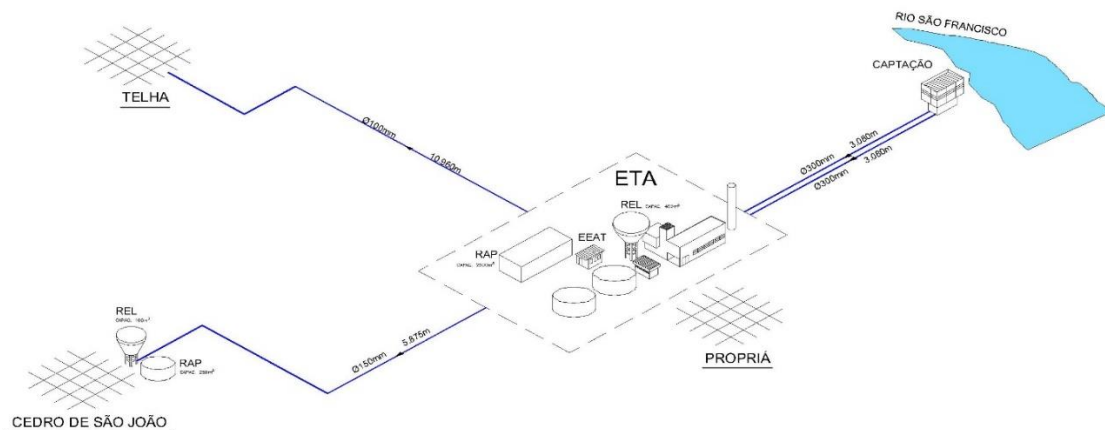 RIO SÃO FRANCISCO
CAPTAÇÃO
TELHA
Ø100mm
10.960m
Ø300mm
3.080m
Ø300mm
3.080m
ETA
REL
RAP
EEAT
PROPRIÁ
Ø150mm
5.875m
REL
RAP
CEDRO DE SÃO JOÃO